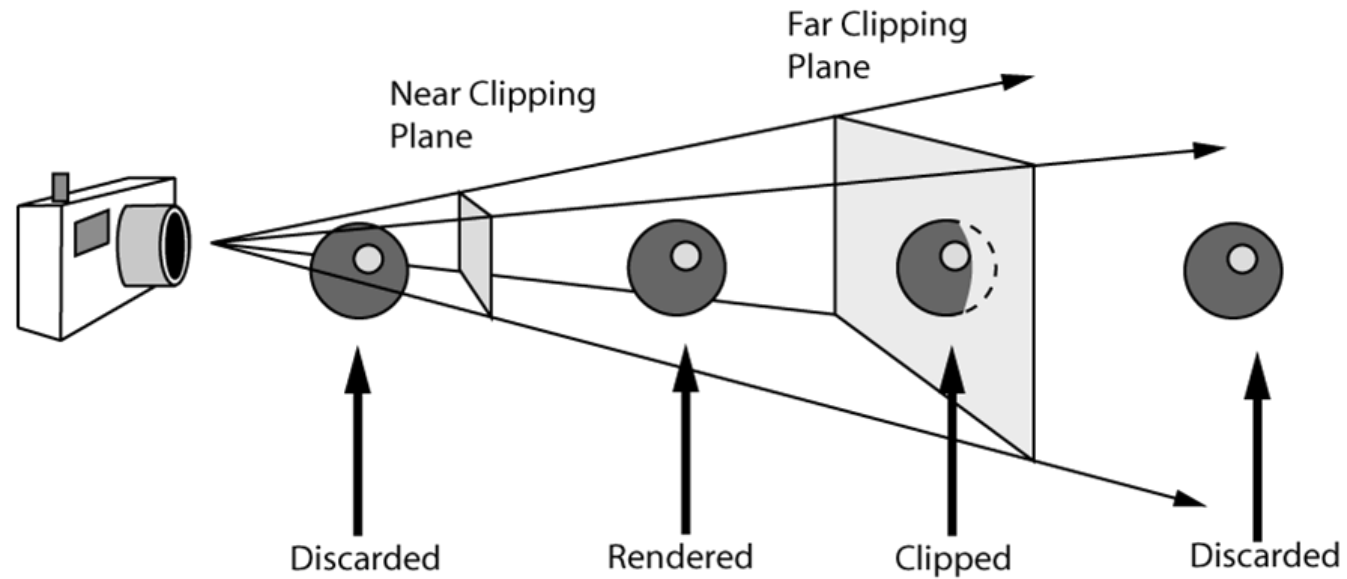 Far Clipping
Plane
Near Clipping
Plane
Discarded
Rendered
Clipped
Discarded